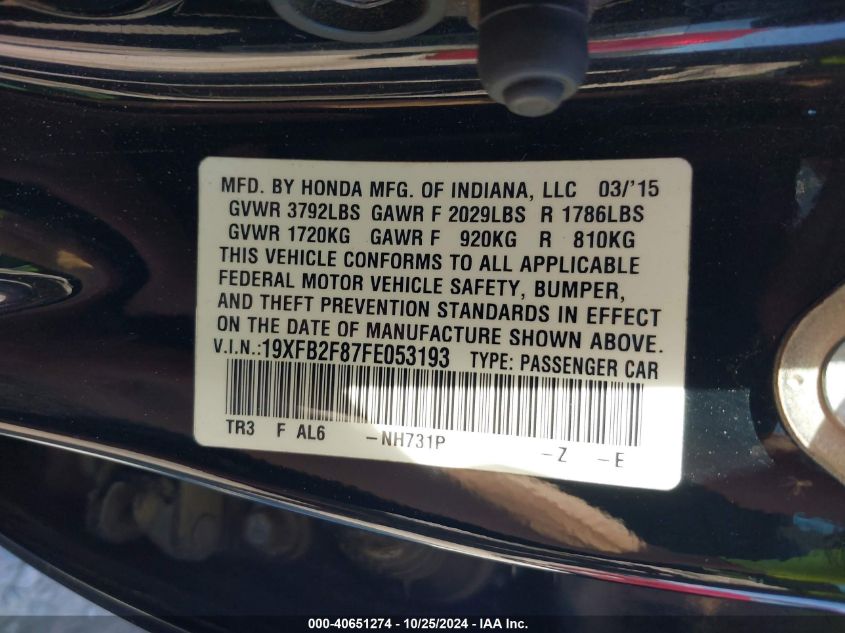 MFD. BY HONDA MFG. OF INDIANA, LLC 03/'15
GVWR 3792LBS GAWR F 2029LBS R 1786LBS
GVWR 1720KG GAWR F 920KG R 810KG
THIS VEHICLE CONFORMS TO ALL APPLICABLE
FEDERAL MOTOR VEHICLE SAFETY, BUMPER,
AND THEFT PREVENTION STANDARDS IN EFFECT
ON THE DATE OF MANUFACTURE SHOWN ABOVE.
V.I.N.:19XFB2F87FE053193 TYPE: PASSENGER CAR
TR3 F AL6 -NH731P -Z -E
000-40651274 - 10/25/2024 - IAA Inc.